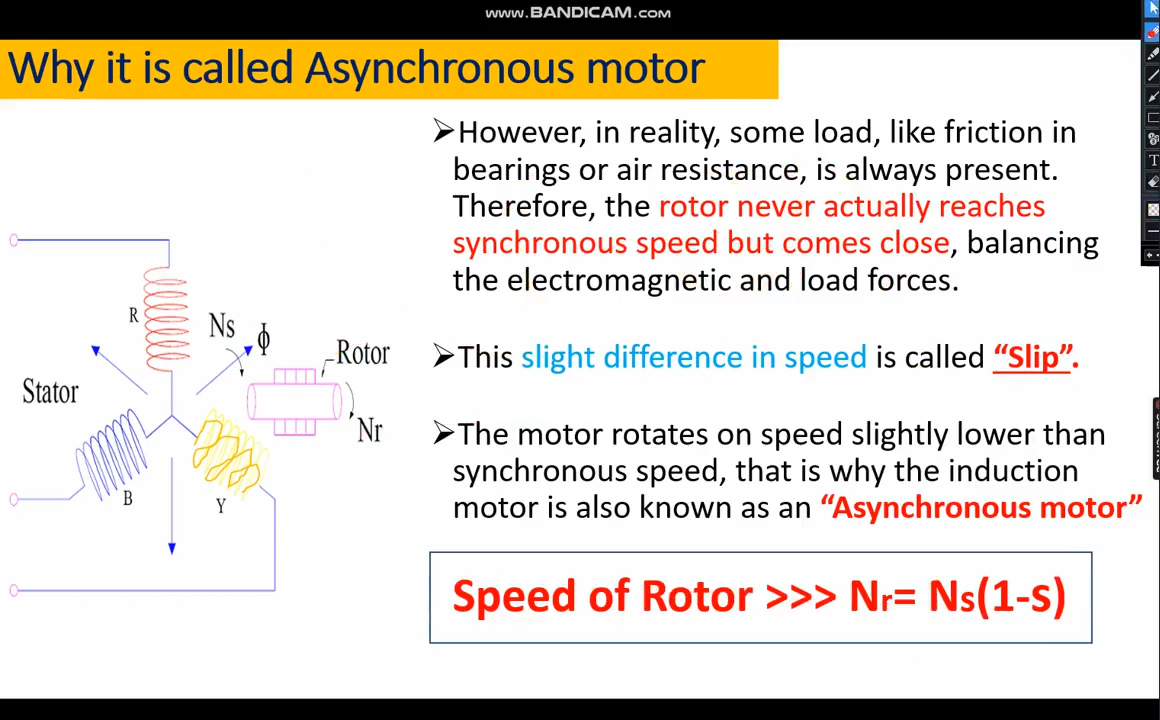 www.BANDICAM.com
Why it is called Asynchronous motor
➢However, in reality, some load, like friction in
bearings or air resistance, is always present.
Therefore, the rotor never actually reaches
synchronous speed but comes close, balancing
the electromagnetic and load forces.
➢This slight difference in speed is called “Slip”.
➢The motor rotates on speed slightly lower than
synchronous speed, that is why the induction
motor is also known as an “Asynchronous motor”
Speed of Rotor >>> Nr= Ns(1-s)
R
Ns
ϕ
Rotor
Stator
Nr
B
Y
T